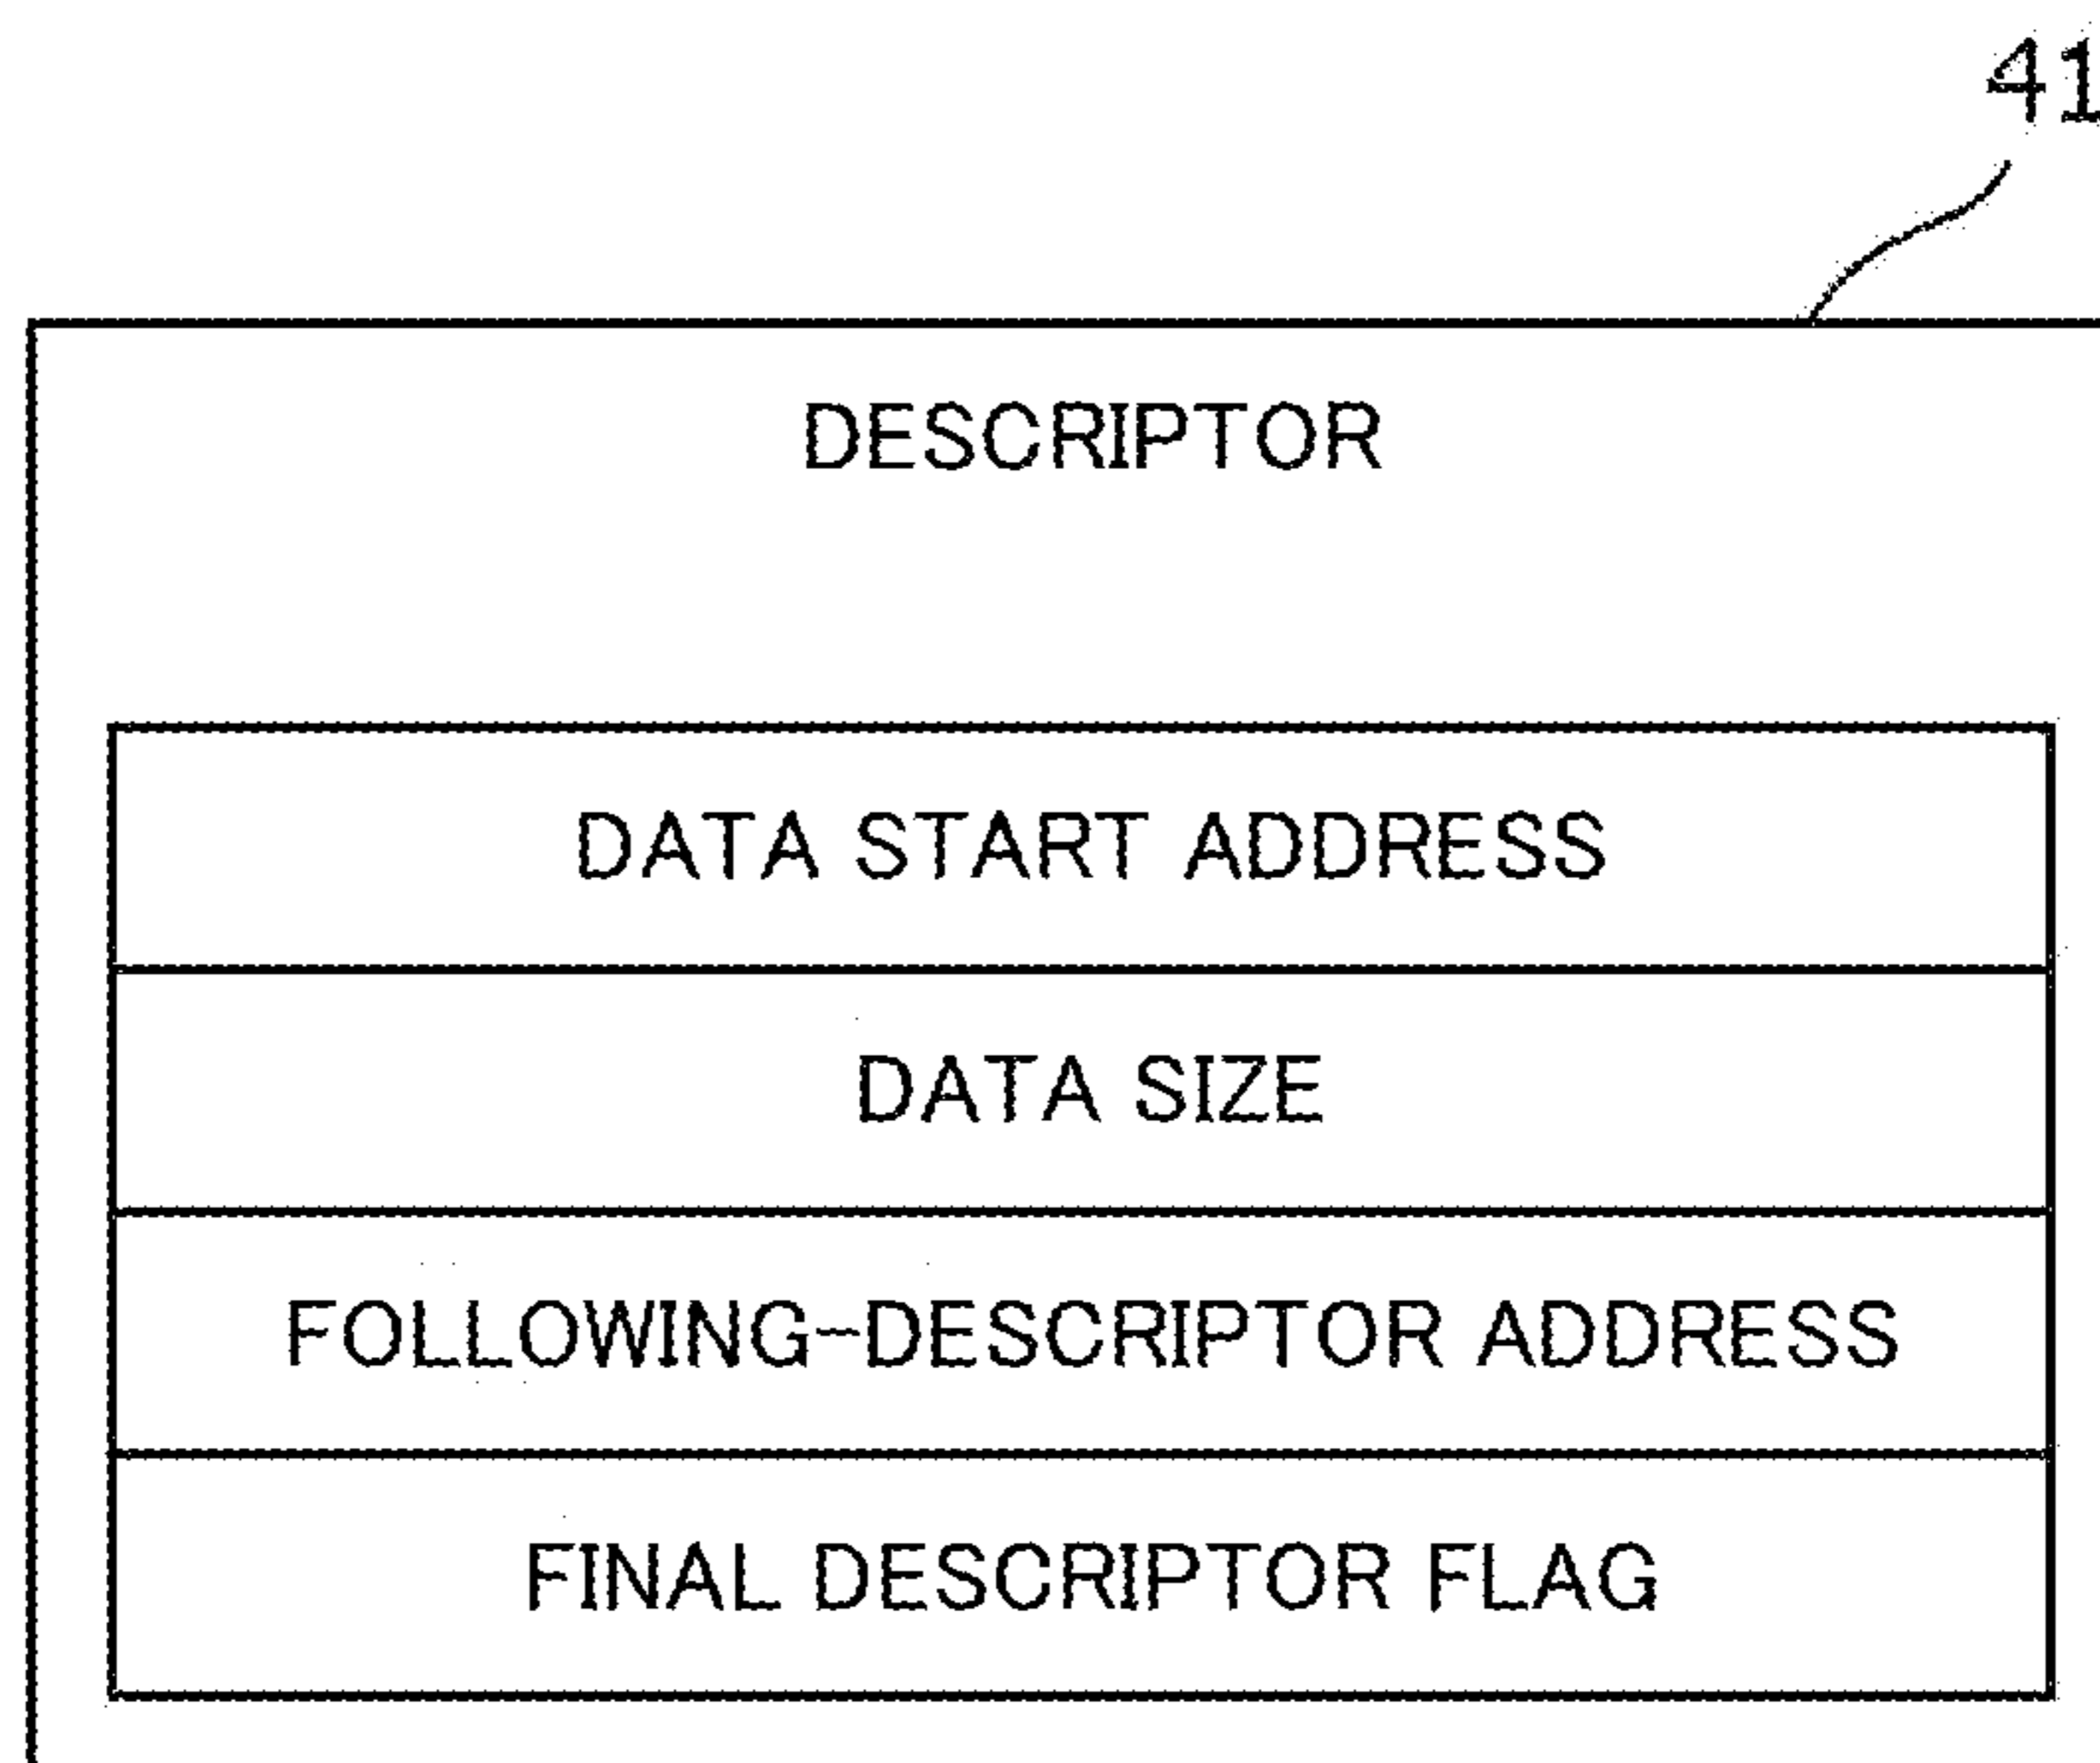 41
DESCRIPTOR
DATA START ADDRESS
DATA SIZE
FOLLOWING-DESCRIPTOR ADDRESS
FINAL DESCRIPTOR FLAG